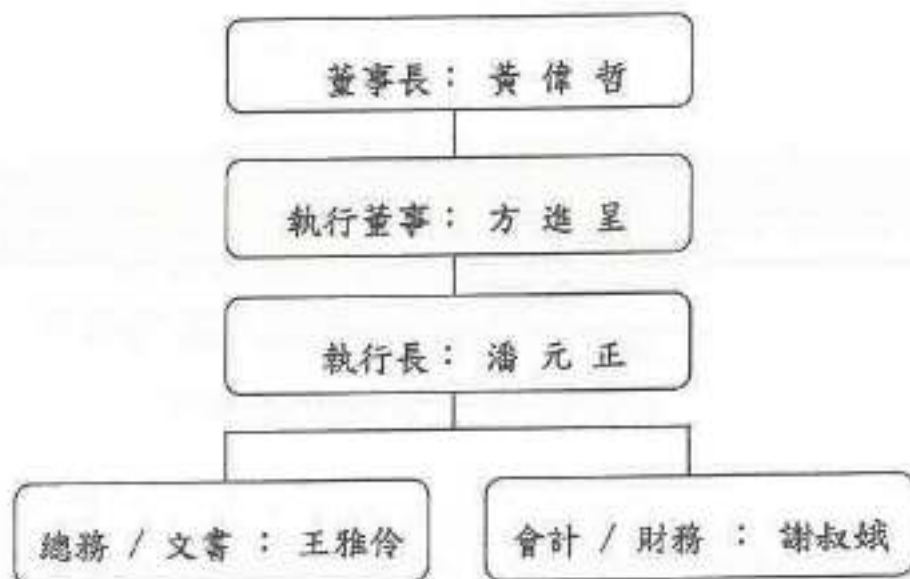 董事長： 黃 偉 哲
執行董事： 方 進 呈
執行長： 潘 元 正
總務 / 文書 ： 王雅伶
會計 / 財務 ： 謝叔娥